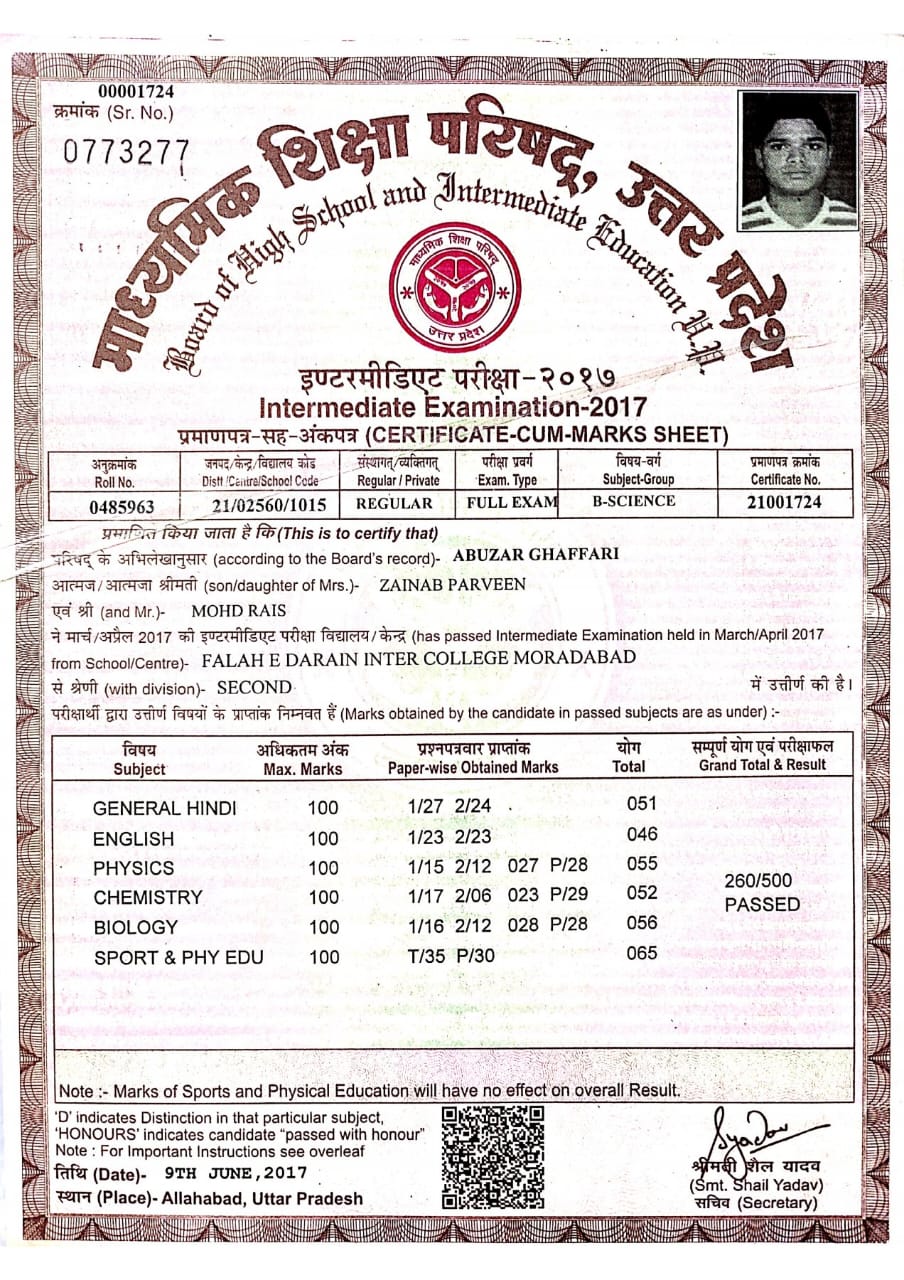 00001724
क्रमांक (Sr. No.)
0773277
माध्यमिक शिक्षा परिषद्, उत्तर प्रदेश
Board of High School and Intermediate Education U.P.
माध्यमिक शिक्षा परिषद्
उत्तर प्रदेश
इण्टरमीडिएट परीक्षा-२०१७
Intermediate Examination-2017
प्रमाणपत्र-सह-अंकपत्र (CERTIFICATE-CUM-MARKS SHEET)
अनुक्रमांक जनपद/केन्द्र/विद्यालय कोड संस्थागत/व्यक्तिगत् परीक्षा प्रवर्ग विषय-वर्ग प्रमाणपत्र क्रमांक
Roll No. Distt /Centre/School Code Regular / Private Exam. Type Subject-Group Certificate No.
0485963 21/02560/1015 REGULAR FULL EXAM B-SCIENCE 21001724
प्रमाणित किया जाता है कि (This is to certify that)
परिषद् के अभिलेखानुसार (according to the Board's record)- ABUZAR GHAFFARI
आत्मज/आत्मजा श्रीमती (son/daughter of Mrs.)- ZAINAB PARVEEN
एवं श्री (and Mr.)- MOHD RAIS
ने मार्च/अप्रैल 2017 की इण्टरमीडिएट परीक्षा विद्यालय/केन्द्र (has passed Intermediate Examination held in March/April 2017
from School/Centre)- FALAH E DARAIN INTER COLLEGE MORADABAD
से श्रेणी (with division)- SECOND में उत्तीर्ण की है।
परीक्षार्थी द्वारा उत्तीर्ण विषयों के प्राप्तांक निम्नवत हैं (Marks obtained by the candidate in passed subjects are as under) :-
विषय अधिकतम अंक प्रश्नपत्रवार प्राप्तांक योग सम्पूर्ण योग एवं परीक्षाफल
Subject Max. Marks Paper-wise Obtained Marks Total Grand Total & Result
GENERAL HINDI 100 1/27 2/24 051
ENGLISH 100 1/23 2/23 046
PHYSICS 100 1/15 2/12 027 P/28 055
CHEMISTRY 100 1/17 2/06 023 P/29 052
BIOLOGY 100 1/16 2/12 028 P/28 056
SPORT & PHY EDU 100 T/35 P/30 065
260/500
PASSED
Note :- Marks of Sports and Physical Education will have no effect on overall Result.
'D' indicates Distinction in that particular subject,
'HONOURS' indicates candidate "passed with honour"
Note : For Important Instructions see overleaf
तिथि (Date)- 9TH JUNE,2017
स्थान (Place)- Allahabad, Uttar Pradesh
Syadav
श्रीमती शैल यादव
(Smt. Shail Yadav)
सचिव (Secretary)